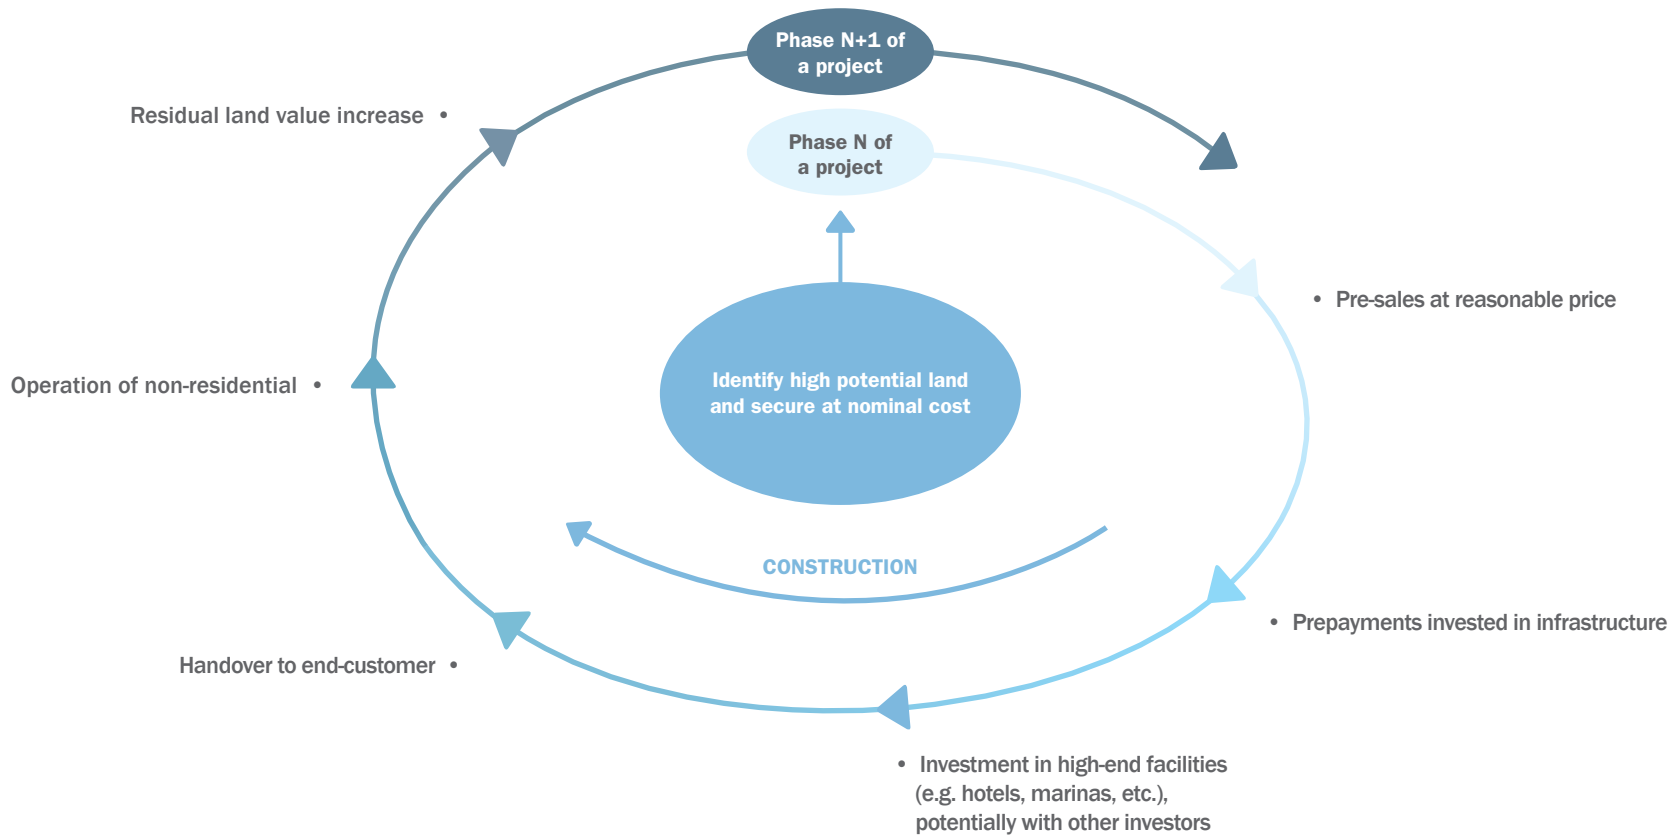 Phase N+1 of
a project
Phase N of
a project
Identify high potential land
and secure at nominal cost
CONSTRUCTION
• Pre-sales at reasonable price
• Prepayments invested in infrastructure
• Investment in high-end facilities
(e.g. hotels, marinas, etc.),
potentially with other investors
Handover to end-customer •
Operation of non-residential •
Residual land value increase •